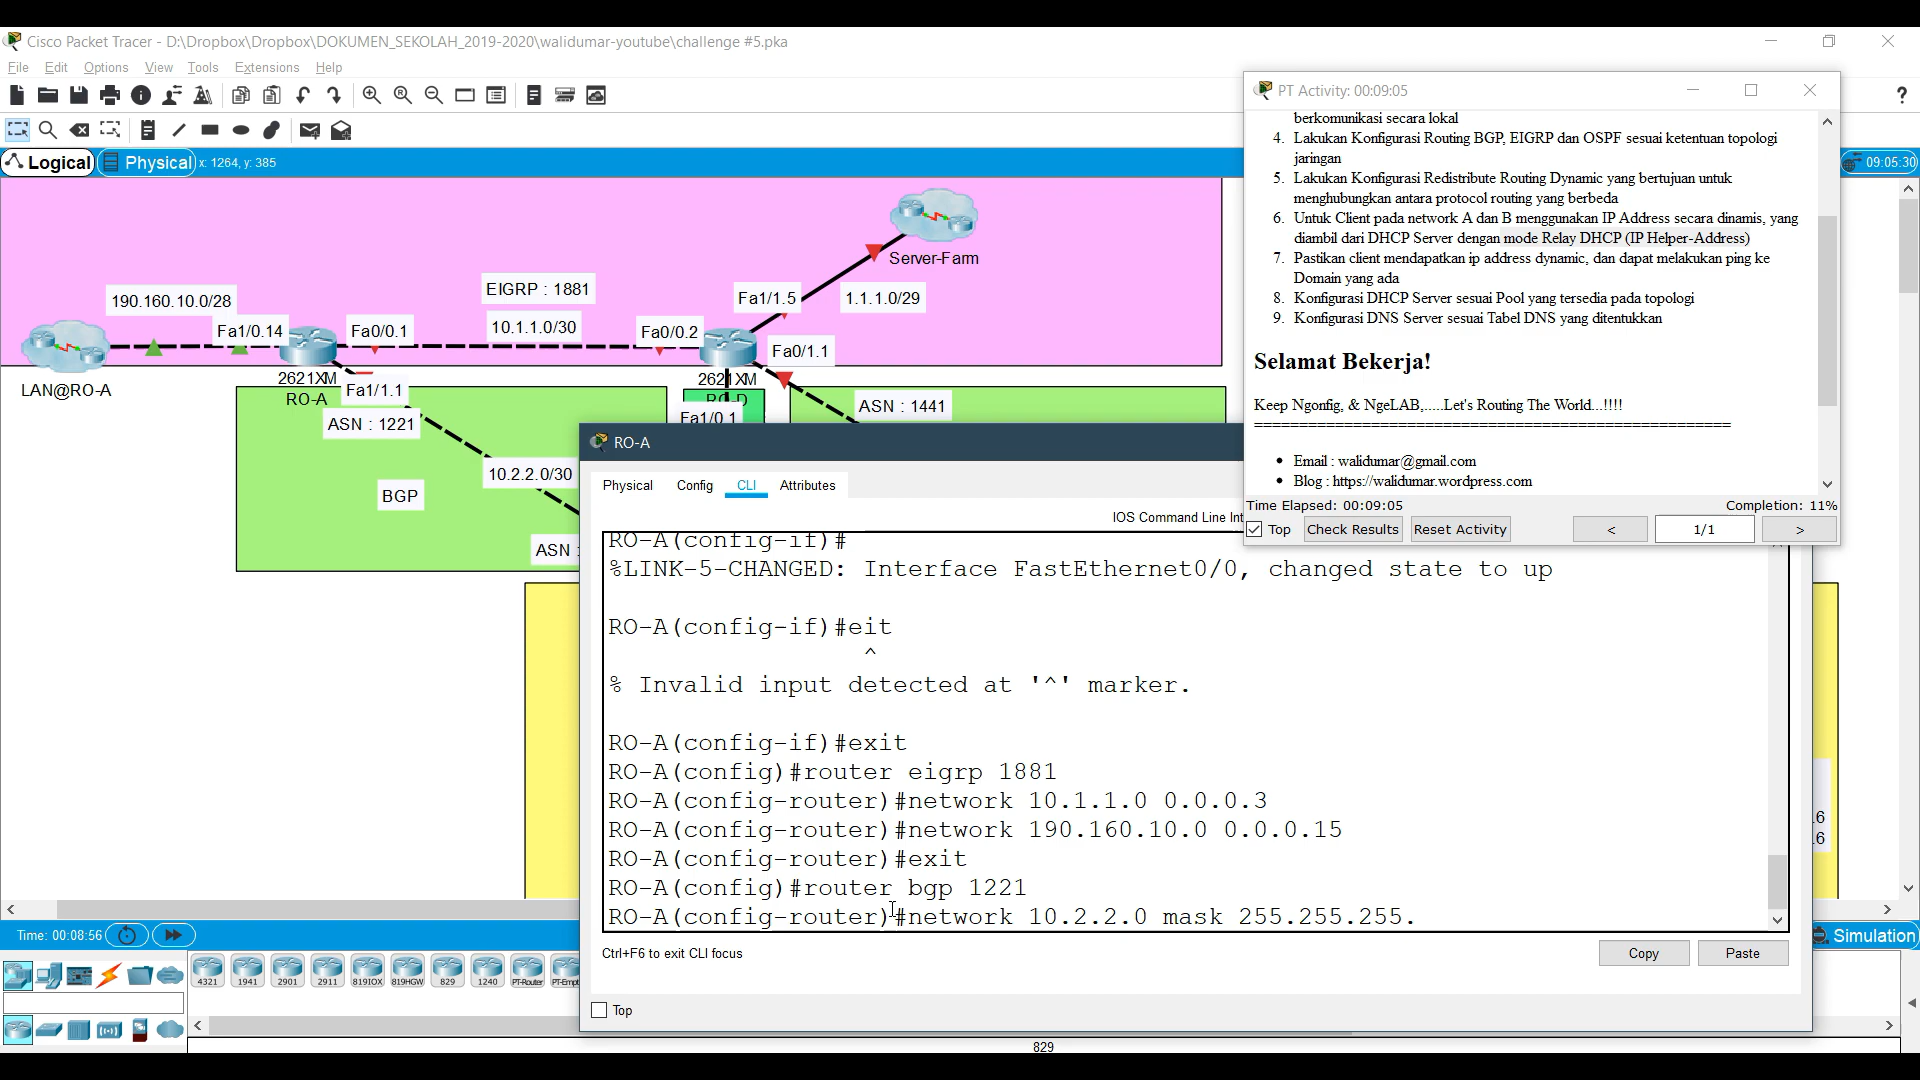 Cisco Packet Tracer - D:\Dropbox\Dropbox\DOKUMEN_SEKOLAH_2019-2020\walidumar-youtube\challenge #5.pka
File Edit Options View Tools Extensions Help
?
Logical Physical x: 1264, y: 385
09:05:30
Server-Farm
EIGRP : 1881
190.160.10.0/28
Fa1/1.5
1.1.1.0/29
Fa1/0.14
Fa0/0.1
10.1.1.0/30
Fa0/0.2
Fa0/1.1
LAN@RO-A
2621XM
RO-A
Fa1/1.1
2621XM
RO-D
Fa1/0.1
ASN : 1441
ASN : 1221
10.2.2.0/30
BGP
ASN :
PT Activity: 00:09:05
berkomunikasi secara lokal
4. Lakukan Konfigurasi Routing BGP, EIGRP dan OSPF sesuai ketentuan topologi
jaringan
5. Lakukan Konfigurasi Redistribute Routing Dynamic yang bertujuan untuk
menghubungkan antara protocol routing yang berbeda
6. Untuk Client pada network A dan B menggunakan IP Address secara dinamis, yang
diambil dari DHCP Server dengan mode Relay DHCP (IP Helper-Address)
7. Pastikan client mendapatkan ip address dynamic, dan dapat melakukan ping ke
Domain yang ada
8. Konfigurasi DHCP Server sesuai Pool yang tersedia pada topologi
9. Konfigurasi DNS Server sesuai Tabel DNS yang ditentukkan
Selamat Bekerja!
Keep Ngonfig, & NgeLAB,.....Let's Routing The World...!!!!
=====================================================
• Email : walidumar@gmail.com
• Blog : https://walidumar.wordpress.com
Time Elapsed: 00:09:05 Completion: 11%
Top Check Results Reset Activity < 1/1 >
RO-A
Physical Config CLI Attributes
IOS Command Line Int
RO-A(config-if)#
%LINK-5-CHANGED: Interface FastEthernet0/0, changed state to up
RO-A(config-if)#eit
^
% Invalid input detected at '^' marker.
RO-A(config-if)#exit
RO-A(config)#router eigrp 1881
RO-A(config-router)#network 10.1.1.0 0.0.0.3
RO-A(config-router)#network 190.160.10.0 0.0.0.15
RO-A(config-router)#exit
RO-A(config)#router bgp 1221
RO-A(config-router)#network 10.2.2.0 mask 255.255.255.
Ctrl+F6 to exit CLI focus
Copy Paste
Top
.6
.6
Time: 00:08:56
Simulation
4321 1941 2901 2911 819IOX 819HGW 829 1240 PT-Router PT-Empt
829